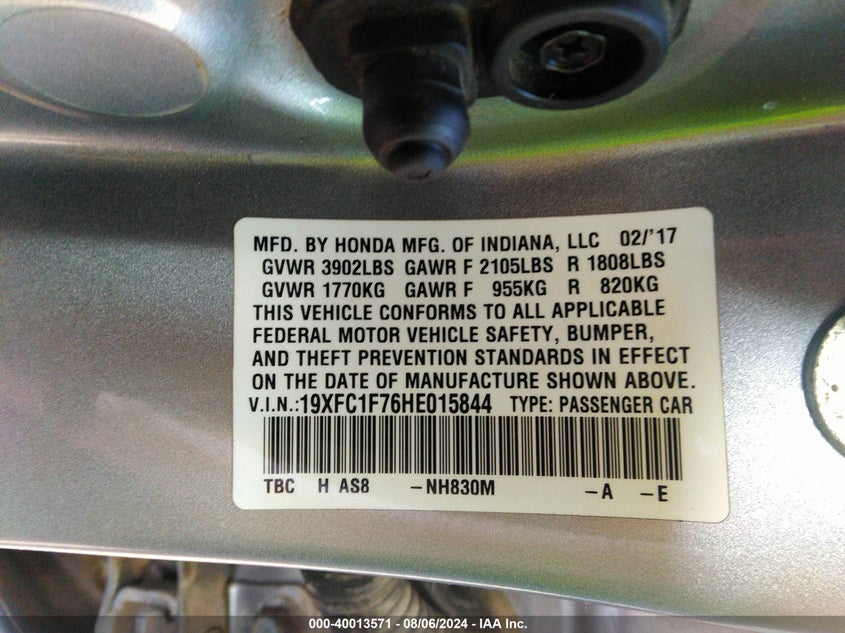 MFD. BY HONDA MFG. OF INDIANA, LLC 02/'17
GVWR 3902LBS GAWR F 2105LBS R 1808LBS
GVWR 1770KG GAWR F 955KG R 820KG
THIS VEHICLE CONFORMS TO ALL APPLICABLE
FEDERAL MOTOR VEHICLE SAFETY, BUMPER,
AND THEFT PREVENTION STANDARDS IN EFFECT
ON THE DATE OF MANUFACTURE SHOWN ABOVE.
V.I.N.:19XFC1F76HE015844 TYPE: PASSENGER CAR
TBC H AS8 -NH830M -A -E
000-40013571 - 08/06/2024 - IAA Inc.